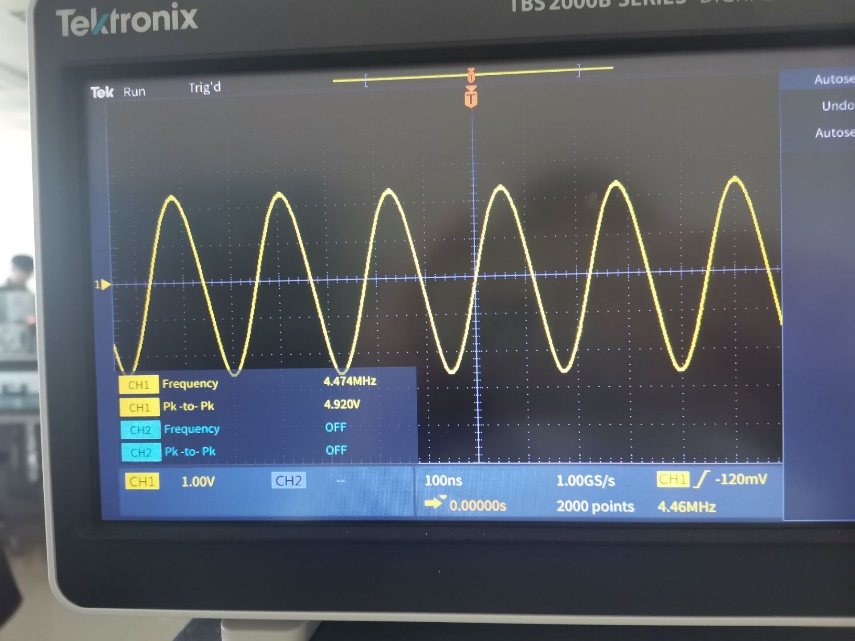 Tektronix
TBS 2000B SERIES
Tek Run Trig'd
T
T
Autose
Undo
Autose
1
CH1 Frequency 4.474MHz
CH1 Pk -to- Pk 4.920V
CH2 Frequency OFF
CH2 Pk -to- Pk OFF
CH1 1.00V CH2 -- 100ns 1.00GS/s CH1 -120mV
0.00000s 2000 points 4.46MHz